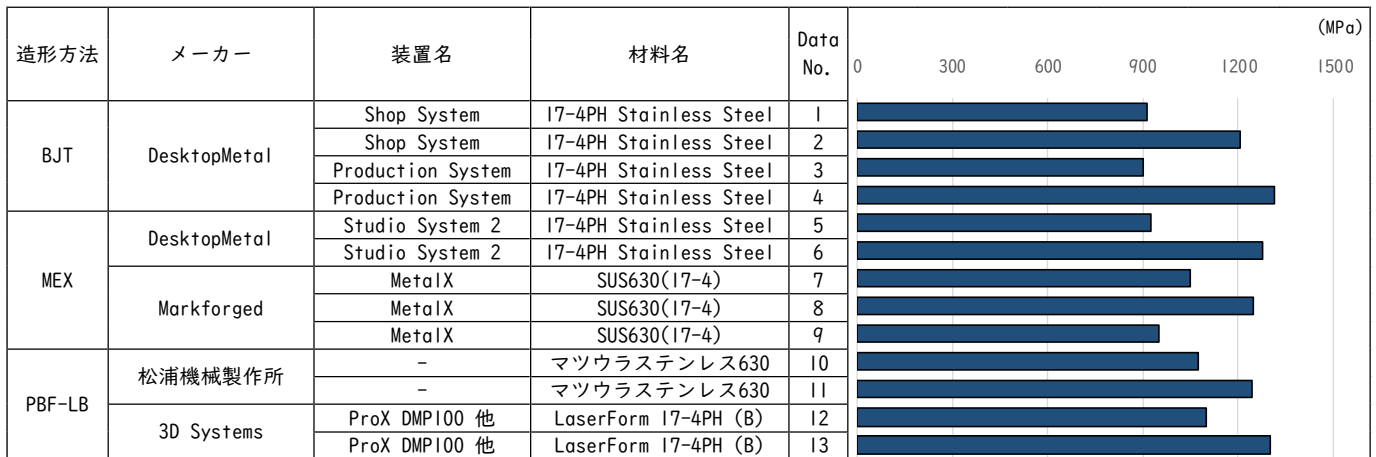 (MPa)
造形方法 メーカー 装置名 材料名 Data No. 0 300 600 900 1200 1500
BJT DesktopMetal Shop System 17-4PH Stainless Steel 1
Shop System 17-4PH Stainless Steel 2
Production System 17-4PH Stainless Steel 3
Production System 17-4PH Stainless Steel 4
MEX DesktopMetal Studio System 2 17-4PH Stainless Steel 5
Studio System 2 17-4PH Stainless Steel 6
Markforged MetalX SUS630(17-4) 7
MetalX SUS630(17-4) 8
MetalX SUS630(17-4) 9
PBF-LB 松浦機械製作所 - マツウラステンレス630 10
- マツウラステンレス630 11
3D Systems ProX DMP100 他 LaserForm 17-4PH (B) 12
ProX DMP100 他 LaserForm 17-4PH (B) 13